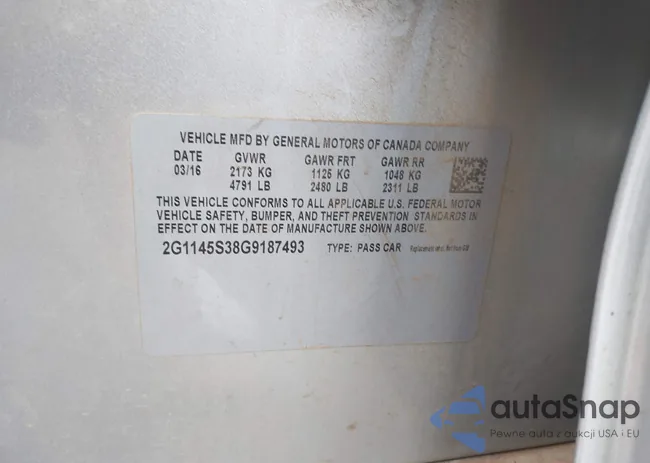 VEHICLE MFD BY GENERAL MOTORS OF CANADA COMPANY
DATE GVWR GAWR FRT GAWR RR
03/16 2173 KG 1125 KG 1048 KG
4791 LB 2480 LB 2311 LB
THIS VEHICLE CONFORMS TO ALL APPLICABLE U.S. FEDERAL MOTOR
VEHICLE SAFETY, BUMPER, AND THEFT PREVENTION STANDARDS IN
EFFECT ON THE DATE OF MANUFACTURE SHOWN ABOVE.
2G1145S38G9187493 TYPE: PASS CAR
autaSnap
Pewne auta z aukcji USA i EU